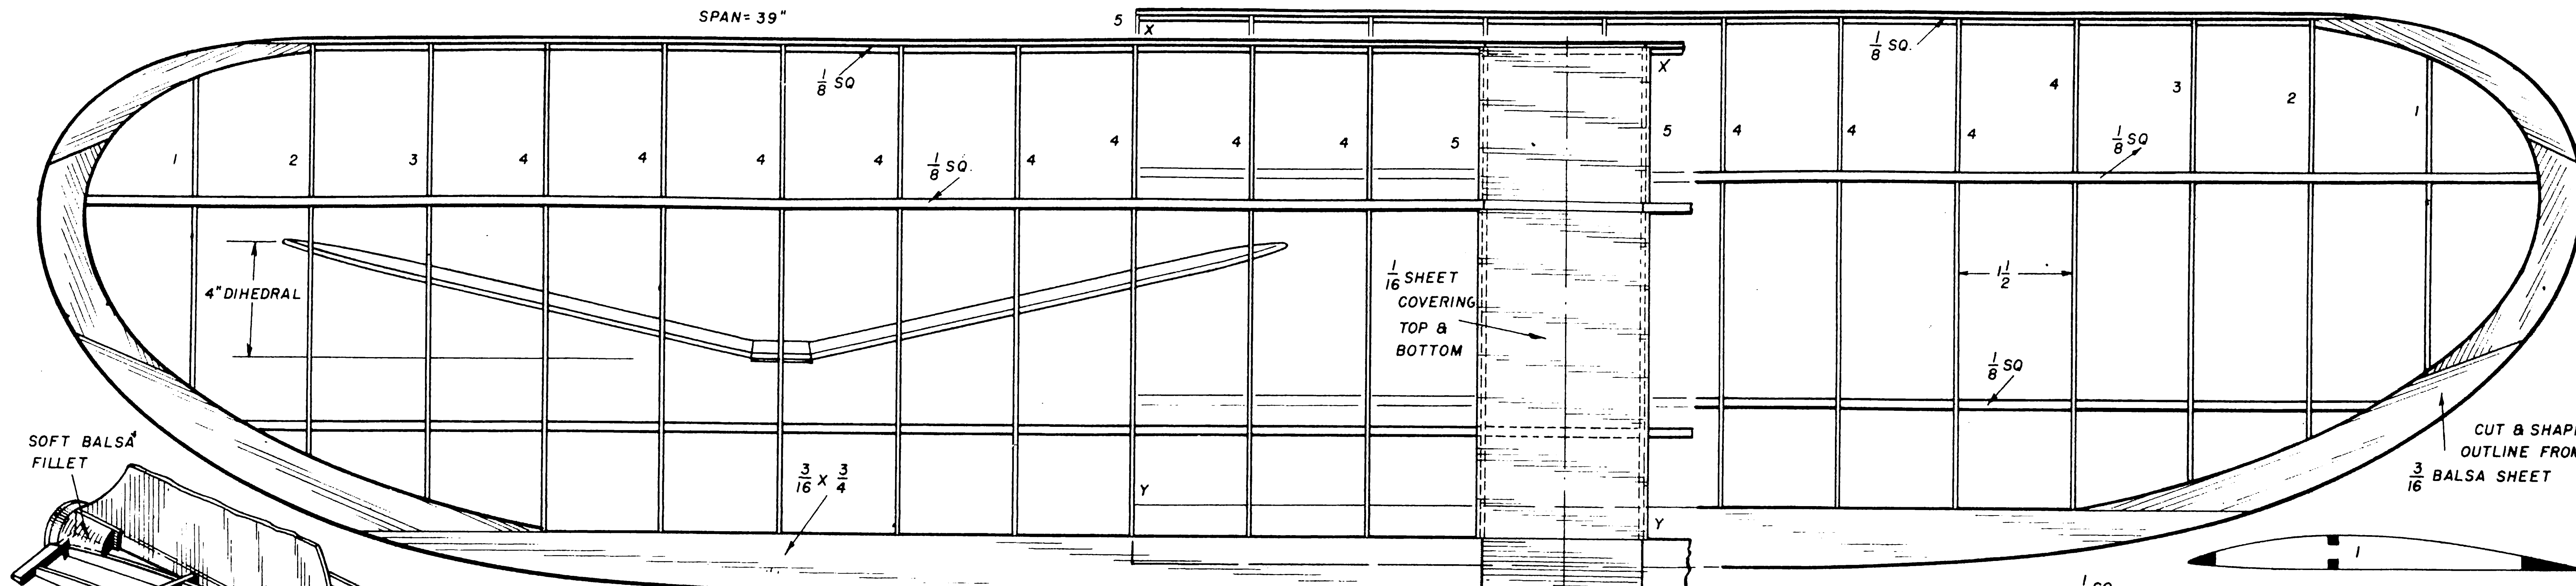 SPAN = 39"
5
X
1/8 SQ.
1/8 SQ
X
4
3
2
1
1
2
3
4
4
4
4
4
4
4
4
5
5
4
4
4
1/8 SQ.
1/8 SQ
4" DIHEDRAL
1/16 SHEET
COVERING
TOP &
BOTTOM
1 1/2
1/8 SQ
SOFT BALSA
FILLET
3/16 X 3/4
Y
Y
CUT & SHAP
OUTLINE FROM
3/16 BALSA SHEET
1
1 SQ